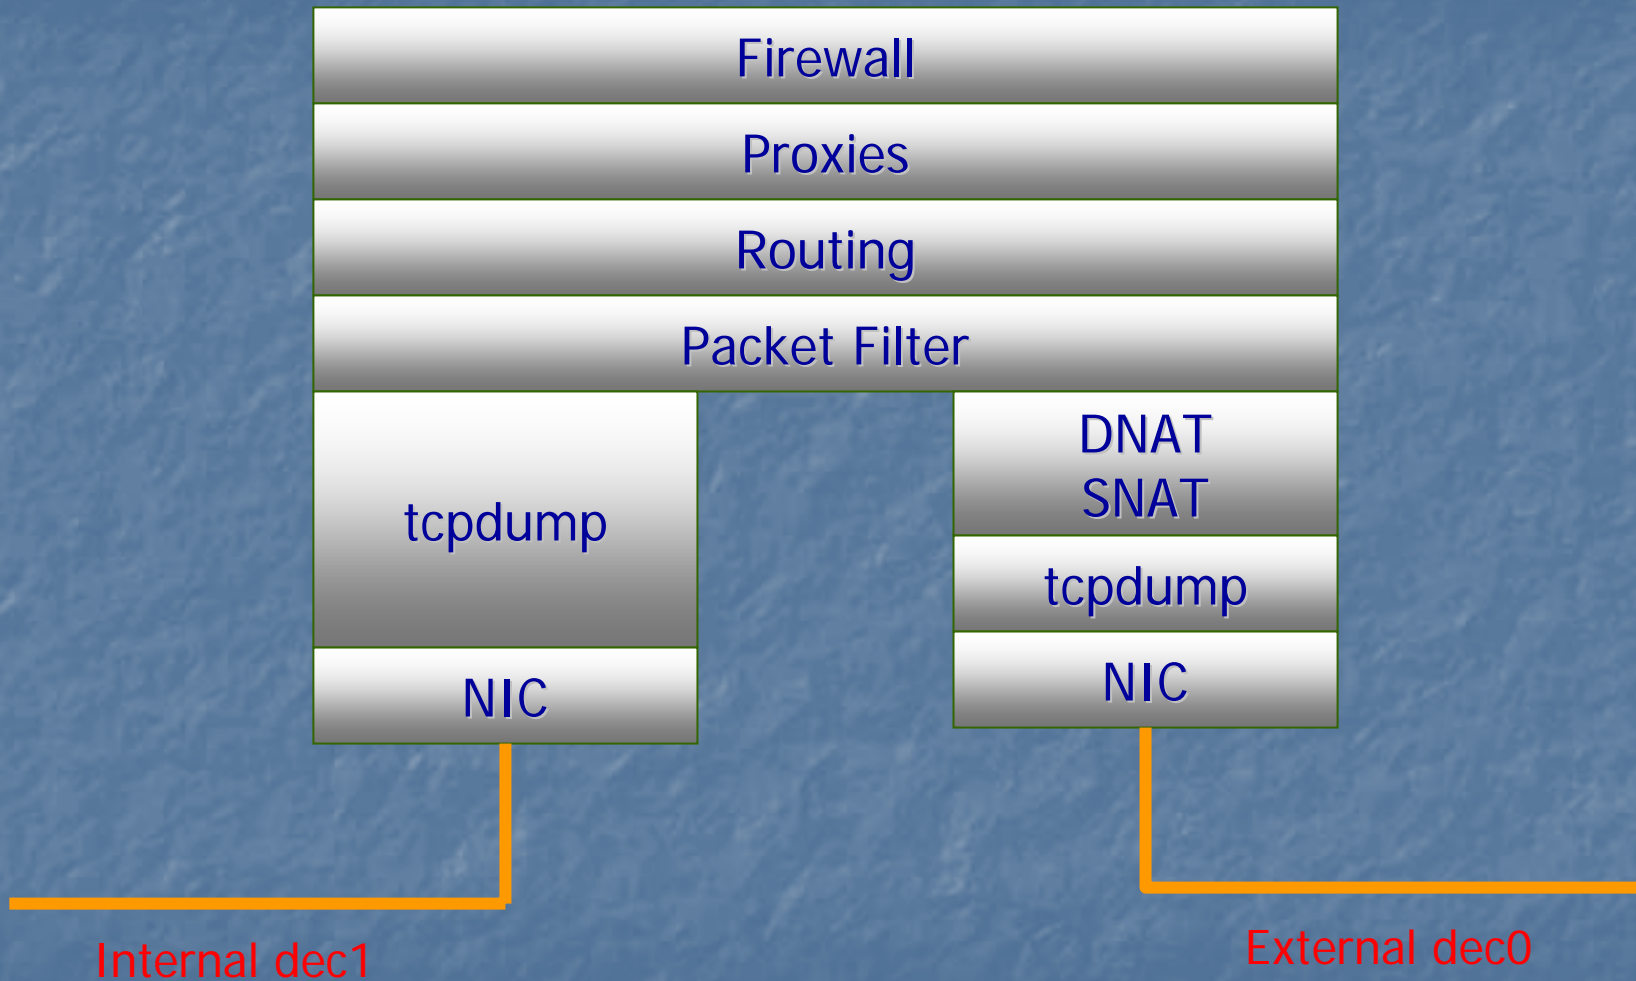 Firewall
Proxies
Routing
Packet Filter
tcpdump
NIC
DNAT
SNAT
tcpdump
NIC
Internal dec1
External dec0